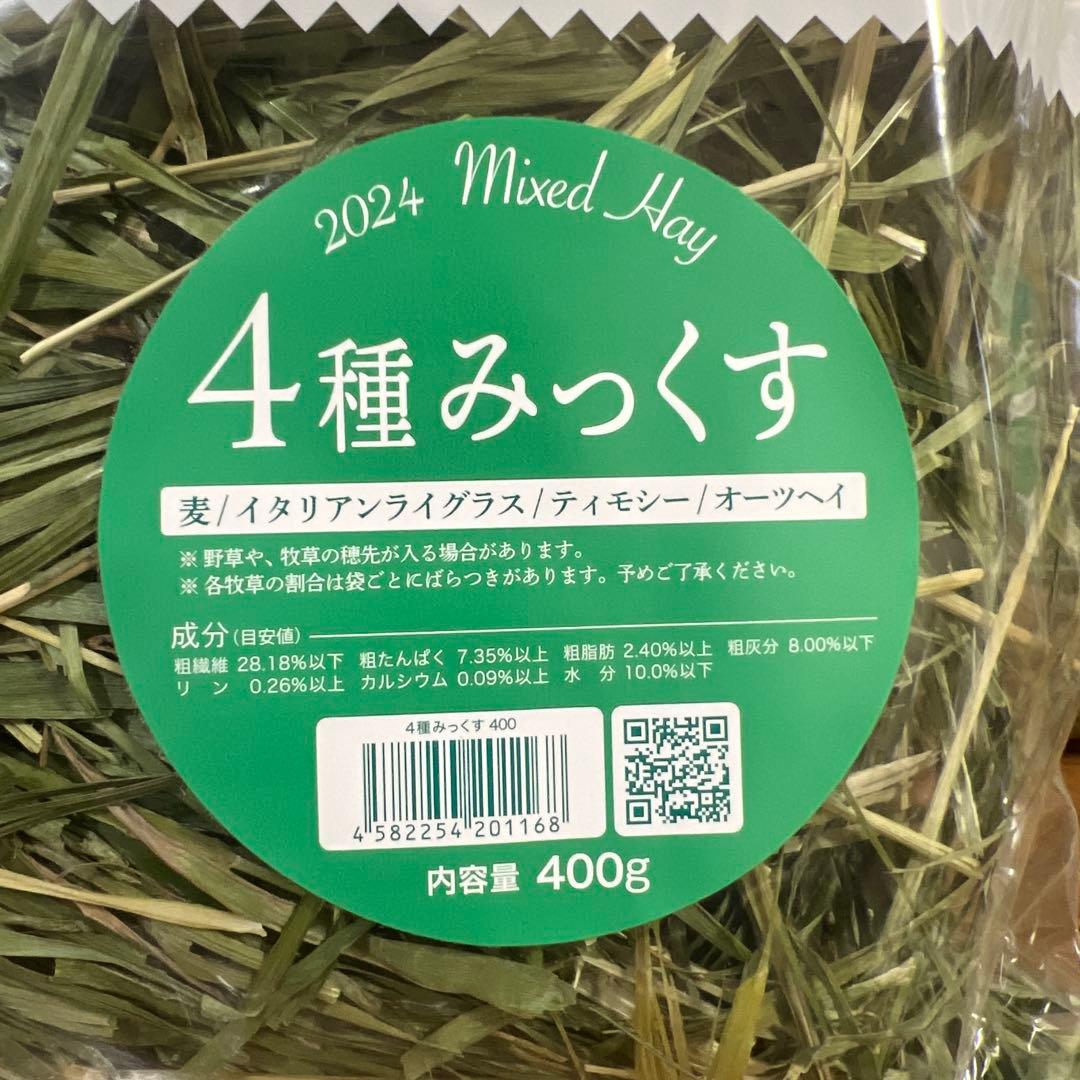 2024 Mixed Hay
4種みっくす
麦/イタリアンライグラス/ティモシー/オーツヘイ
※ 野草や、牧草の穂先が入る場合があります。
※ 各牧草の割合は袋ごとにばらつきがあります。予めご了承ください。
成分(目安値)
粗繊維 28.18%以下 粗たんぱく 7.35%以上 粗脂肪 2.40%以上 粗灰分 8.00%以下
リン 0.26%以上 カルシウム 0.09%以上 水分 10.0%以下
4種みっくす 400
4 582254 201168
内容量 400g